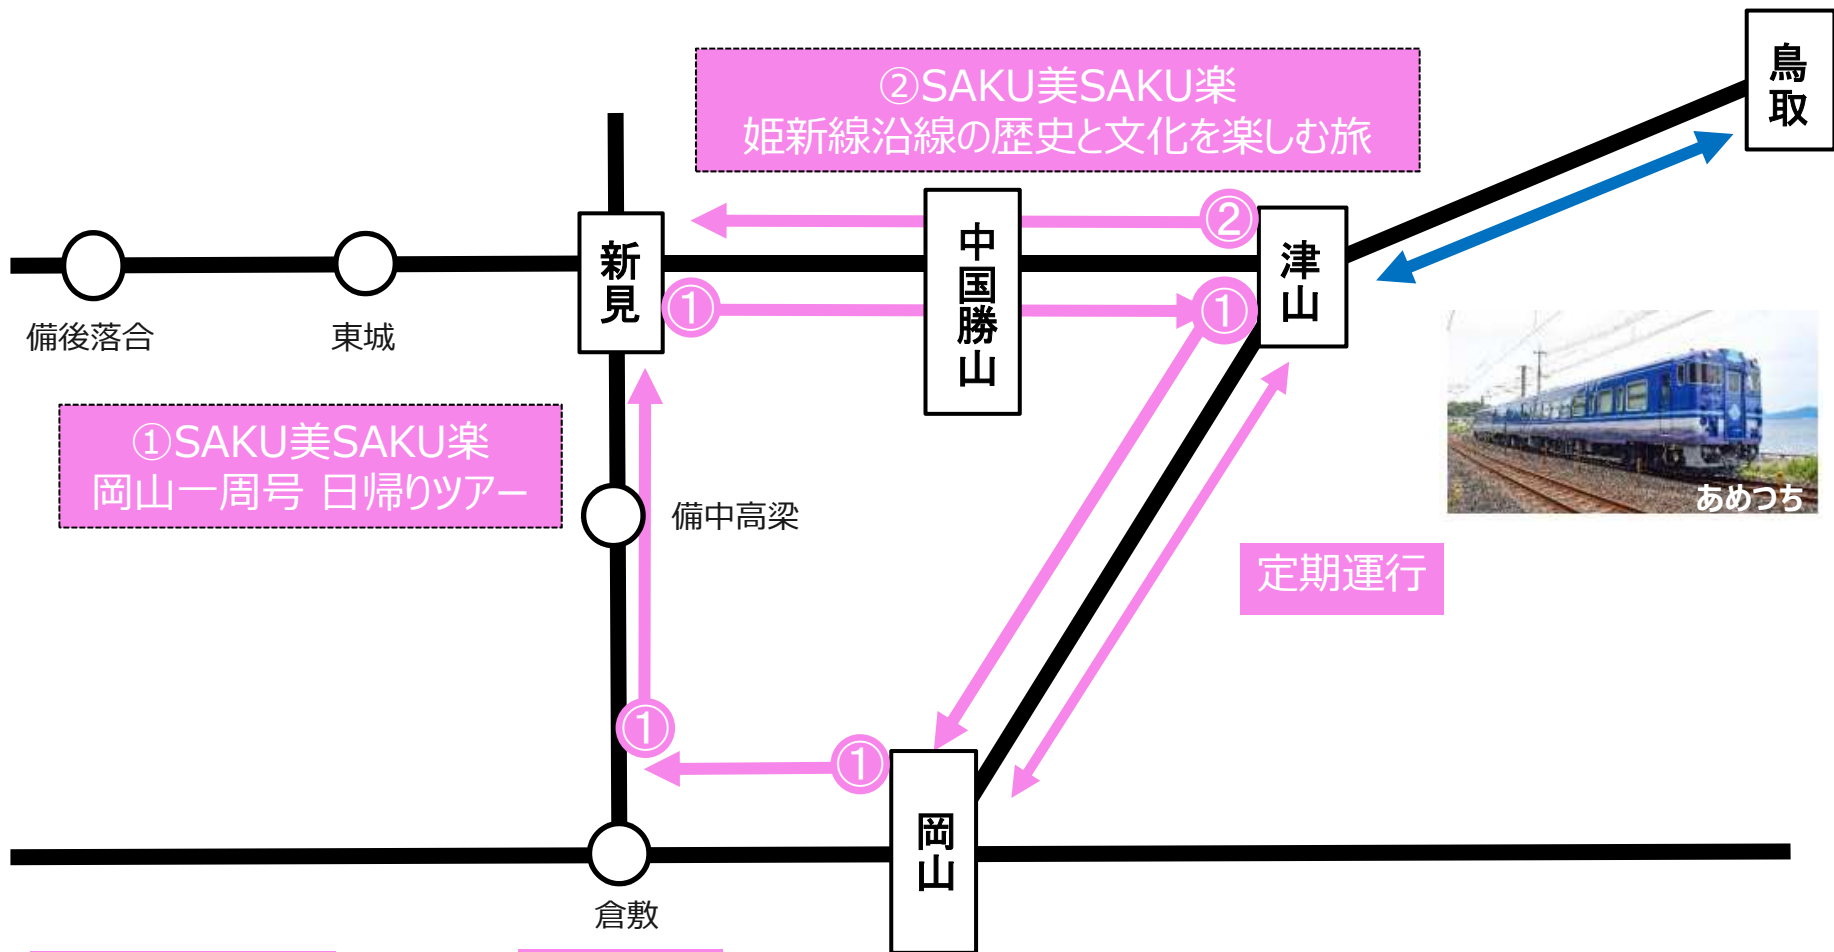 鳥取
②SAKU美SAKU楽
姫新線沿線の歴史と文化を楽しむ旅
②
新見
中国勝山
津山
①
①
備後落合
東城
①SAKU美SAKU楽
岡山一周号 日帰りツアー
備中高梁
あめつち
定期運行
①
①
岡山
倉敷